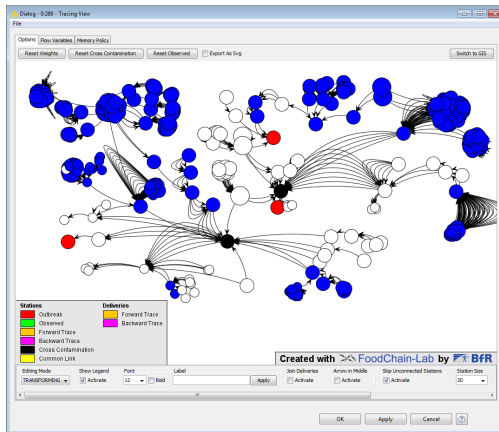 Dialog - 0:289 - Tracing View
File
Options Flow Variables Memory Policy
Reset Weights Reset Cross Contamination Reset Observed Export As Svg Switch to GIS
Stations Deliveries
Outbreak Forward Trace
Observed Backward Trace
Forward Trace
Backward Trace
Cross Contamination
Common Link
Created with FoodChain-Lab by BfR
Editing Mode Show Legend Font Label Join Deliveries Arrow in Middle Skip Unconnected Stations Station Size
TRANSFORMING Activate 12 Bold Apply Activate Activate Activate 20
OK Apply Cancel ?